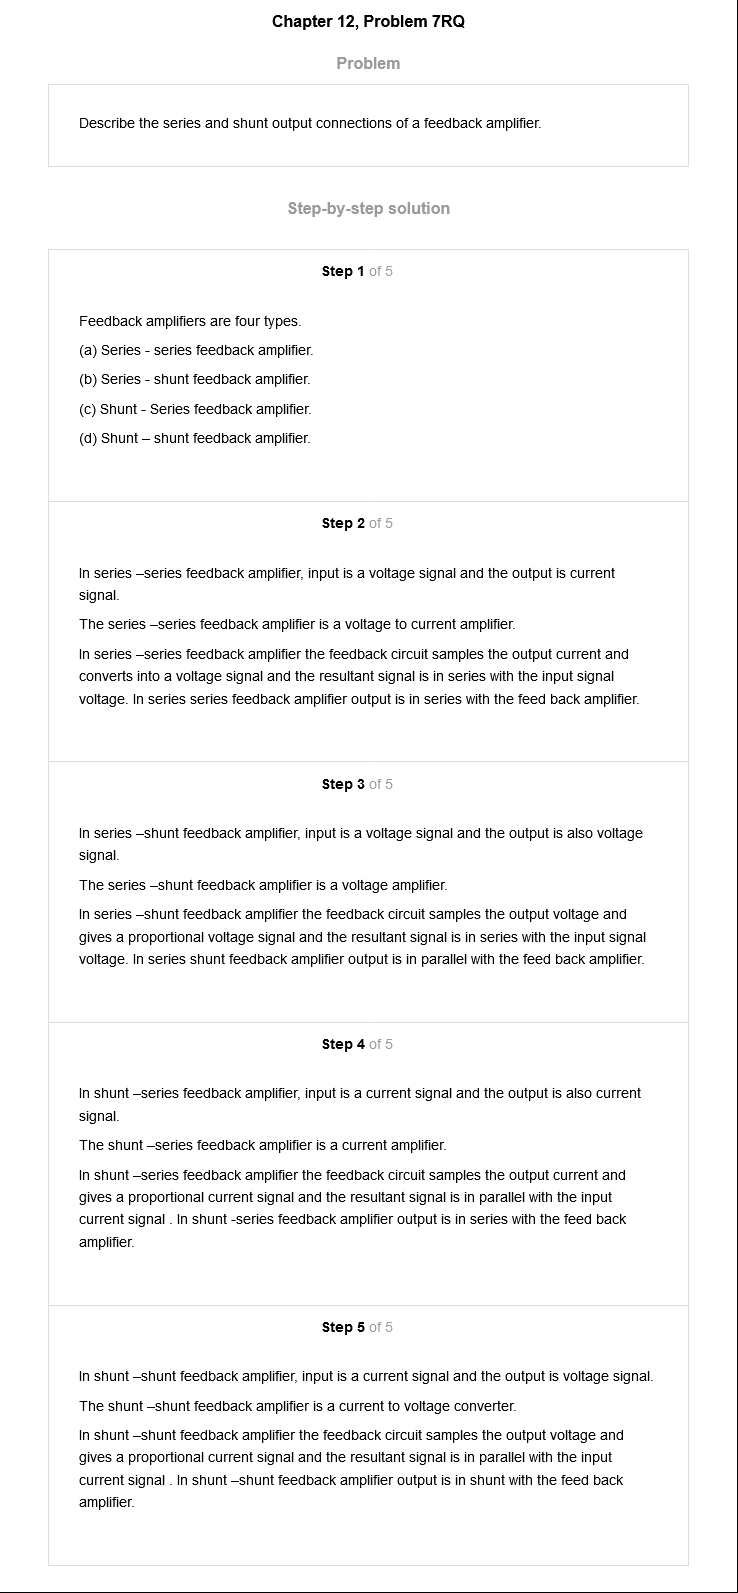 Chapter 12, Problem 7RQ
Problem
Describe the series and shunt output connections of a feedback amplifier.
Step-by-step solution
Step 1 of 5
Feedback amplifiers are four types.
(a) Series - series feedback amplifier.
(b) Series - shunt feedback amplifier.
(c) Shunt - Series feedback amplifier.
(d) Shunt – shunt feedback amplifier.
Step 2 of 5
In series –series feedback amplifier, input is a voltage signal and the output is current
signal.
The series –series feedback amplifier is a voltage to current amplifier.
In series –series feedback amplifier the feedback circuit samples the output current and
converts into a voltage signal and the resultant signal is in series with the input signal
voltage. In series series feedback amplifier output is in series with the feed back amplifier.
Step 3 of 5
In series –shunt feedback amplifier, input is a voltage signal and the output is also voltage
signal.
The series –shunt feedback amplifier is a voltage amplifier.
In series –shunt feedback amplifier the feedback circuit samples the output voltage and
gives a proportional voltage signal and the resultant signal is in series with the input signal
voltage. In series shunt feedback amplifier output is in parallel with the feed back amplifier.
Step 4 of 5
In shunt –series feedback amplifier, input is a current signal and the output is also current
signal.
The shunt –series feedback amplifier is a current amplifier.
In shunt –series feedback amplifier the feedback circuit samples the output current and
gives a proportional current signal and the resultant signal is in parallel with the input
current signal . In shunt -series feedback amplifier output is in series with the feed back
amplifier.
Step 5 of 5
In shunt –shunt feedback amplifier, input is a current signal and the output is voltage signal.
The shunt –shunt feedback amplifier is a current to voltage converter.
In shunt –shunt feedback amplifier the feedback circuit samples the output voltage and
gives a proportional current signal and the resultant signal is in parallel with the input
current signal . In shunt –shunt feedback amplifier output is in shunt with the feed back
amplifier.